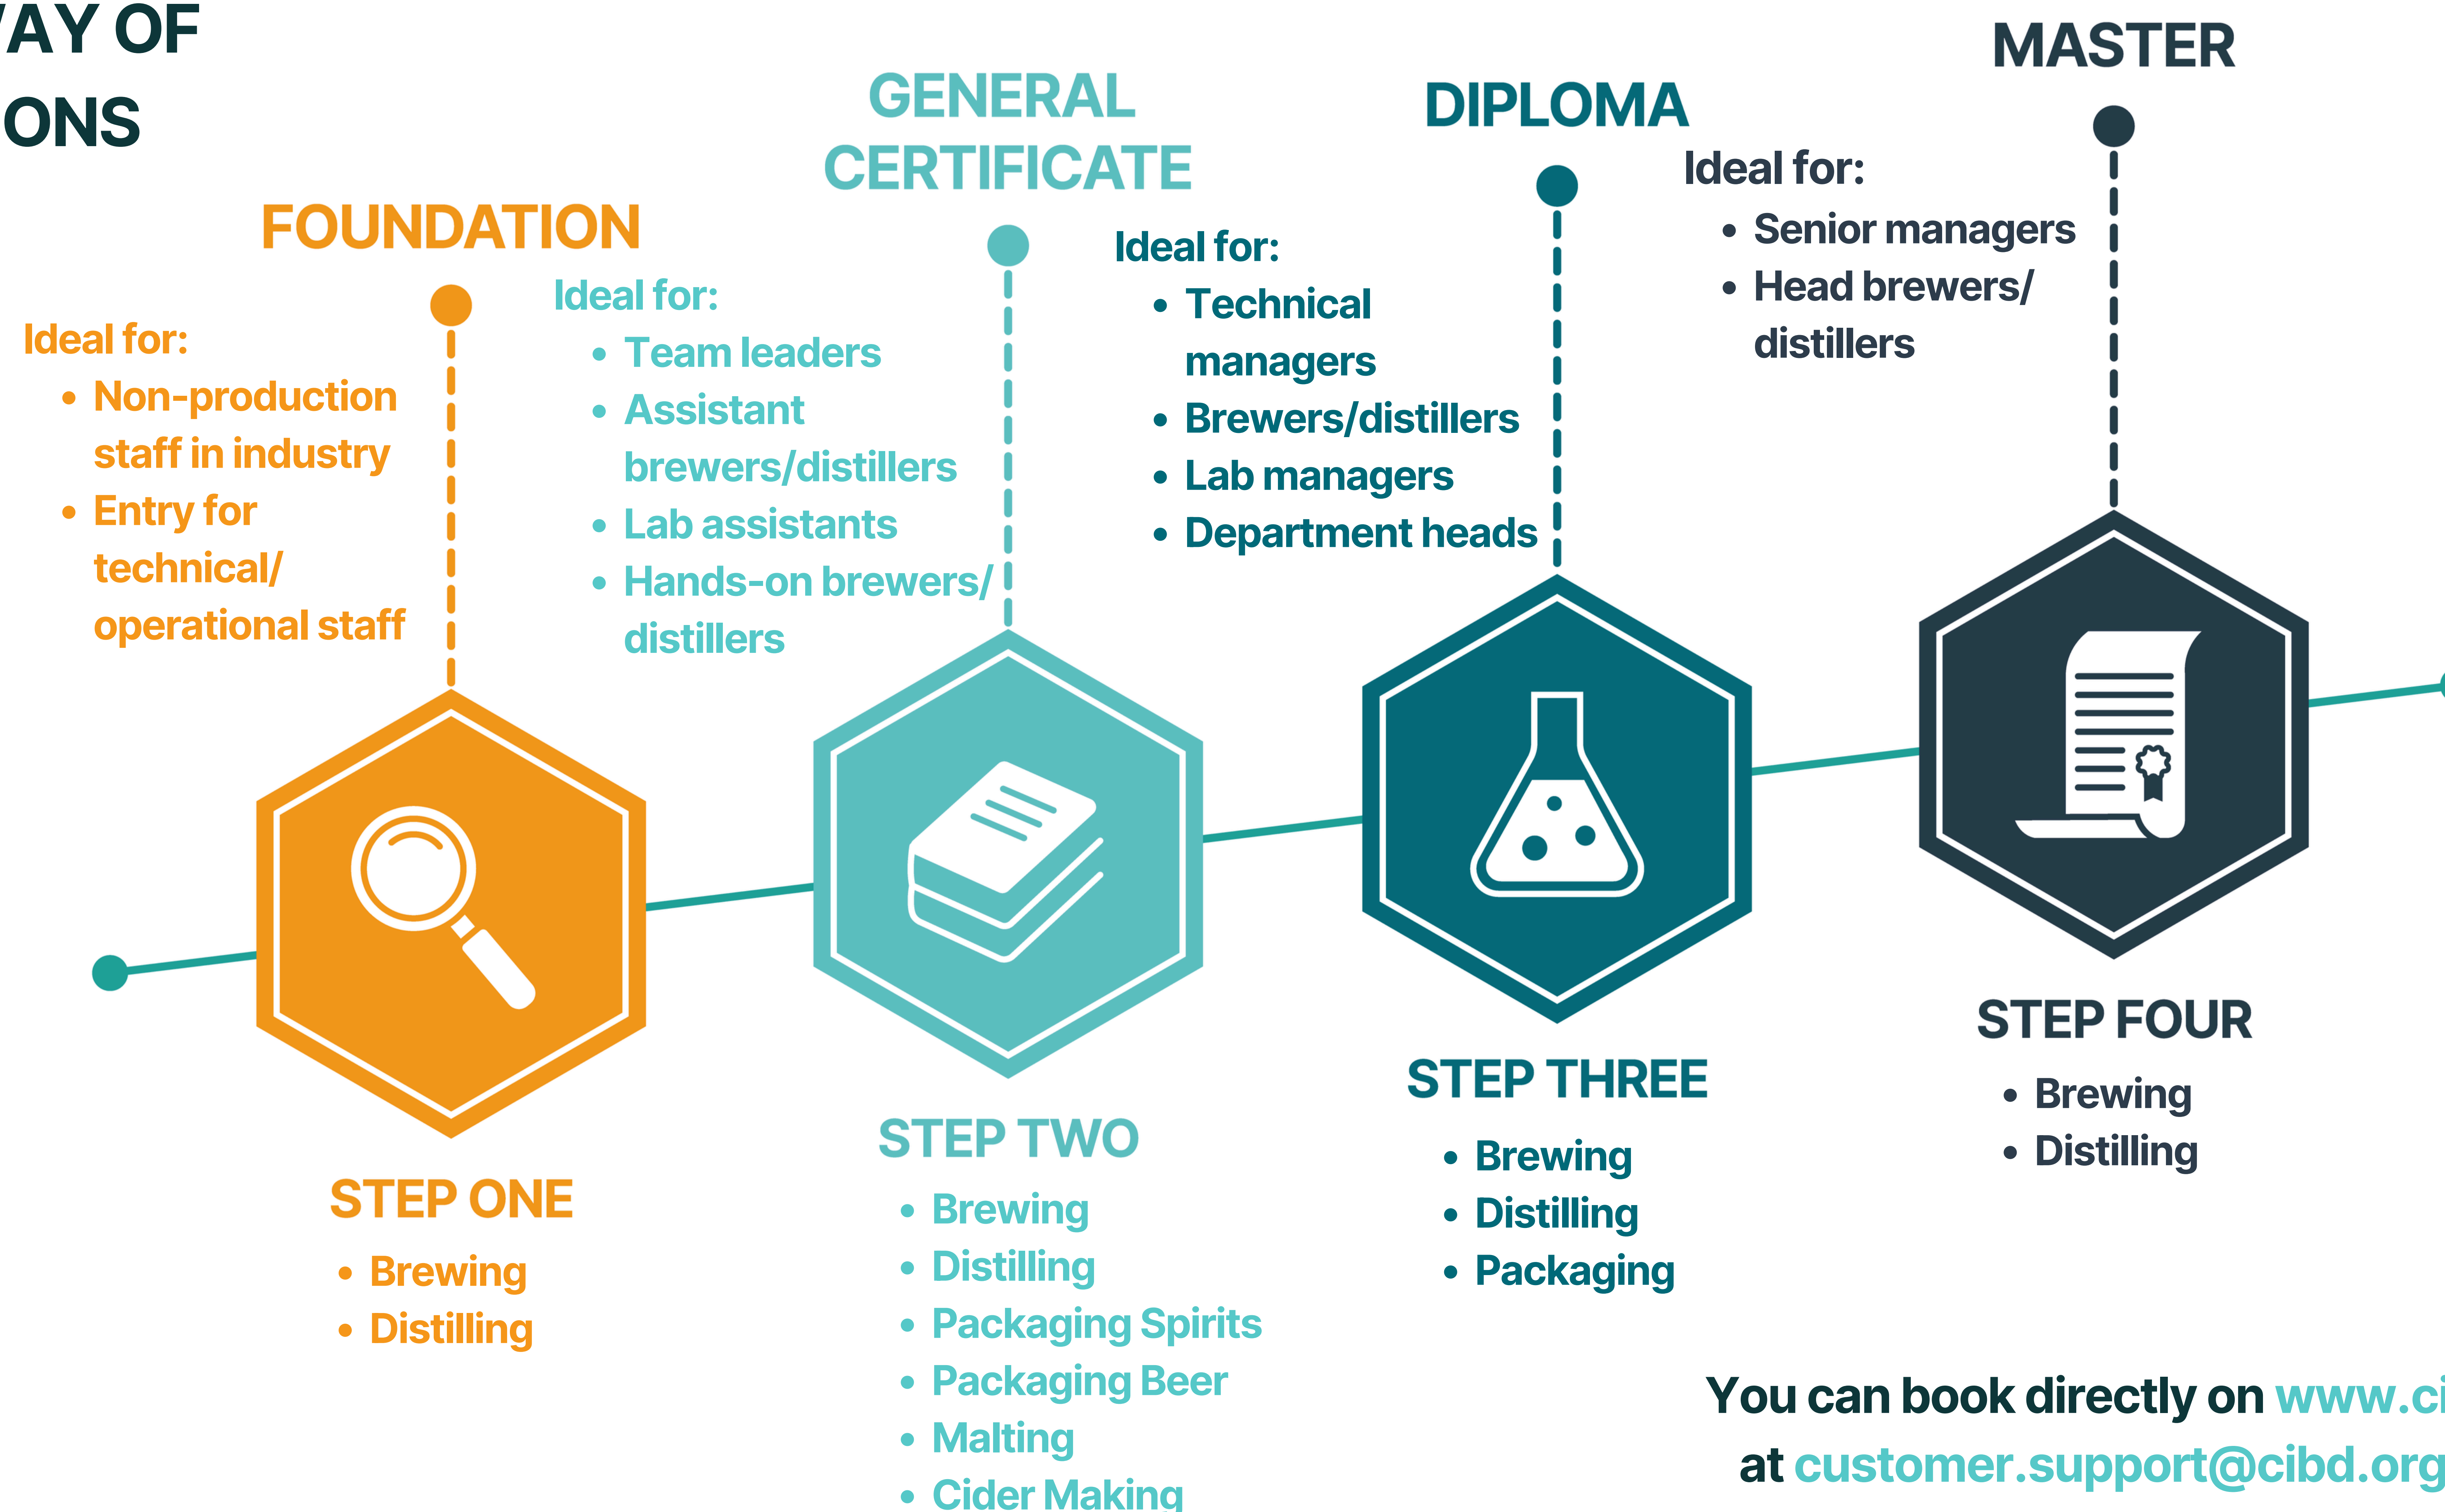 AY OF
ONS
FOUNDATION
Ideal for:
• Non-production
staff in industry
• Entry for
technical/
operational staff
STEP ONE
• Brewing
• Distilling
GENERAL
CERTIFICATE
Ideal for:
• Team leaders
• Assistant
brewers/distillers
• Lab assistants
• Hands-on brewers/
distillers
STEP TWO
• Brewing
• Distilling
• Packaging Spirits
• Packaging Beer
• Malting
• Cider Making
DIPLOMA
Ideal for:
• Technical
managers
• Brewers/distillers
• Lab managers
• Department heads
STEP THREE
• Brewing
• Distilling
• Packaging
MASTER
Ideal for:
• Senior managers
• Head brewers/
distillers
STEP FOUR
• Brewing
• Distilling
You can book directly on www.ci
at customer.support@cibd.org